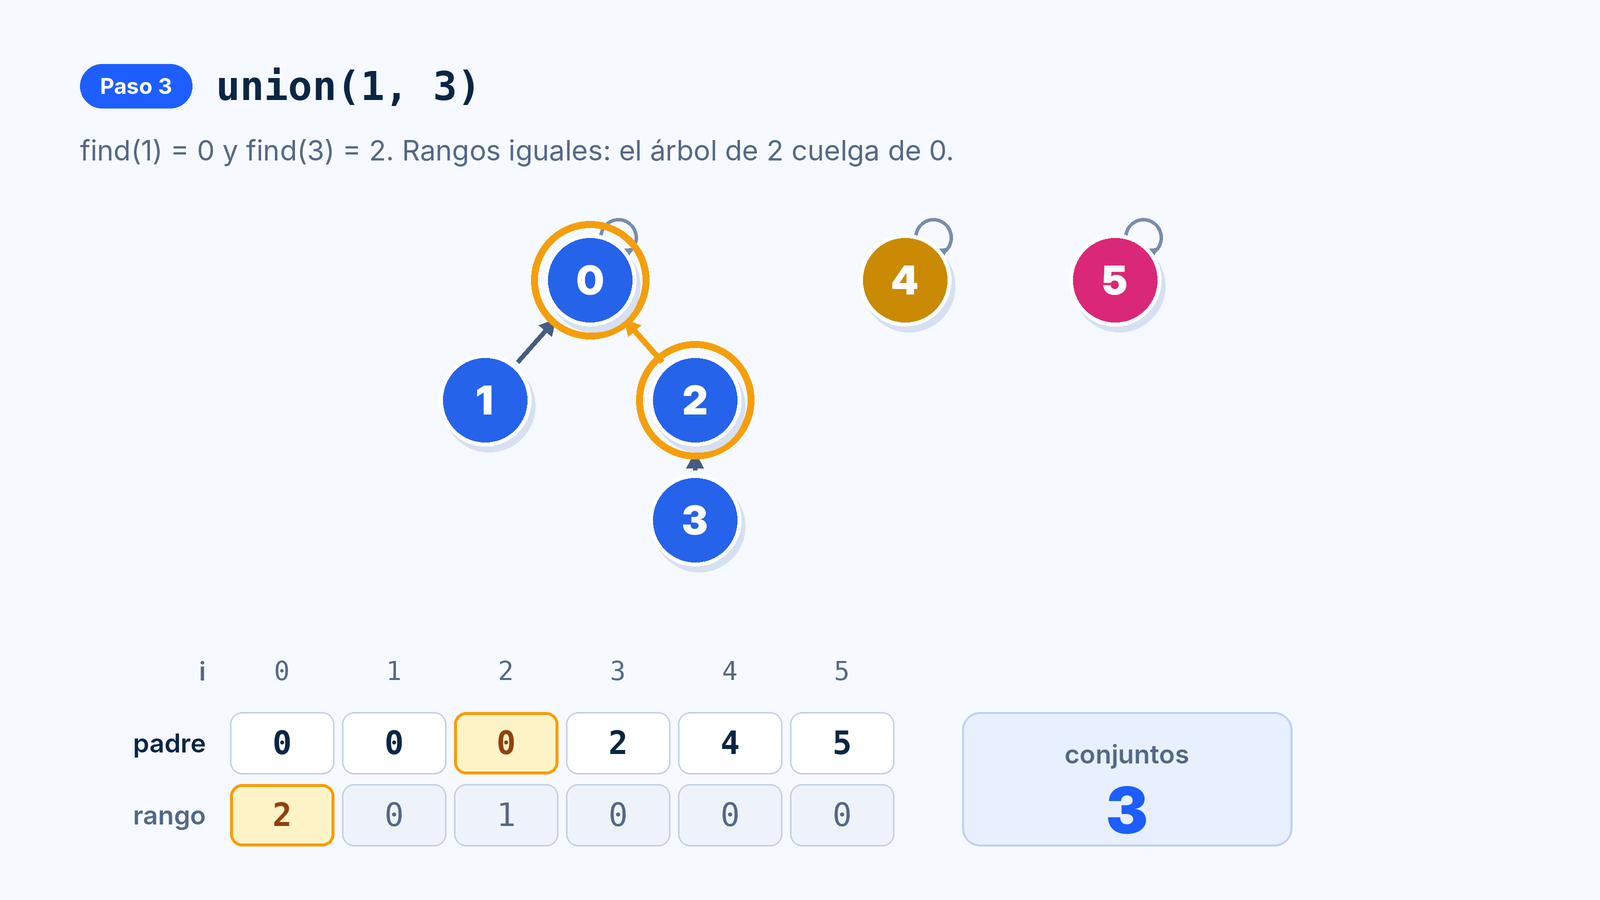 Paso 3 union(1, 3)
find(1) = 0 y find(3) = 2. Rangos iguales: el árbol de 2 cuelga de 0.
0 4 5
1 2
3
i 0 1 2 3 4 5
padre 0 0 0 2 4 5
rango 2 0 1 0 0 0
conjuntos
3